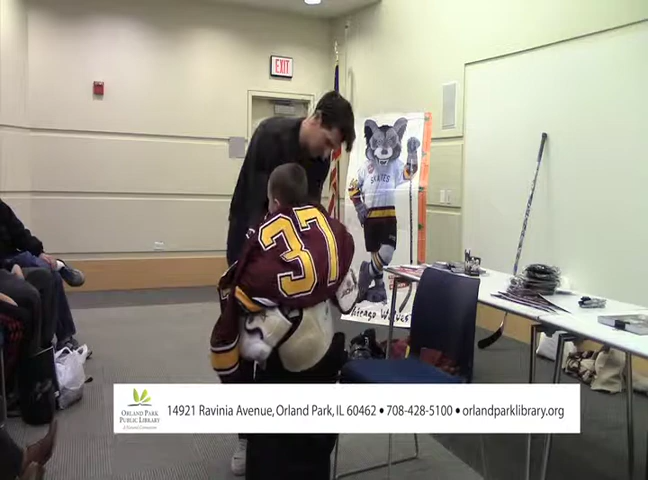 EXIT
SKATES
37
Chicago Wolves
ORLAND PARK
PUBLIC LIBRARY
14921 Ravinia Avenue, Orland Park, IL 60462 • 708-428-5100 • orlandparklibrary.org